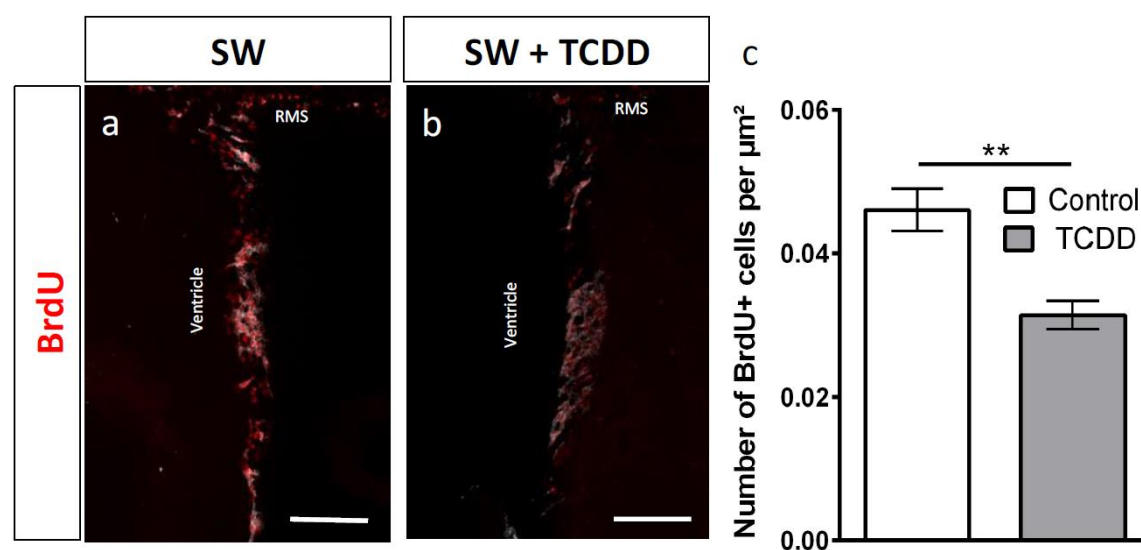 SW
SW + TCDD
BrdU
a
RMS
Ventricle
b
RMS
Ventricle
c
Number of BrdU+ cells per µm²
0.06
0.04
0.02
0.00
**
Control
TCDD